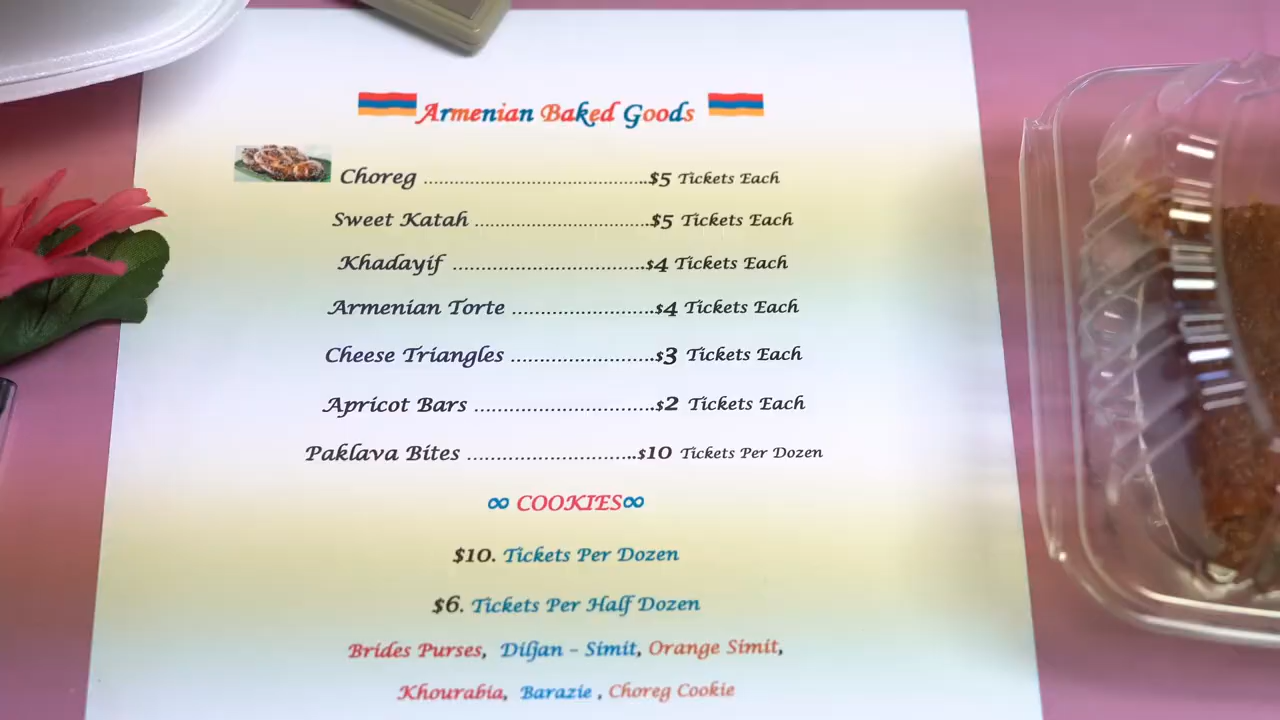 Armenian Baked Goods
Choreg ..........................................$5 Tickets Each
Sweet Katah ................................$5 Tickets Each
Khadayif ...................................$4 Tickets Each
Armenian Torte .........................$4 Tickets Each
Cheese Triangles .........................$3 Tickets Each
Apricot Bars ...............................$2 Tickets Each
Paklava Bites .............................$10 Tickets Per Dozen
∞ COOKIES∞
$10. Tickets Per Dozen
$6. Tickets Per Half Dozen
Brides Purses, Diljan - Simit, Orange Simit,
Khourabia, Barazie , Choreg Cookie